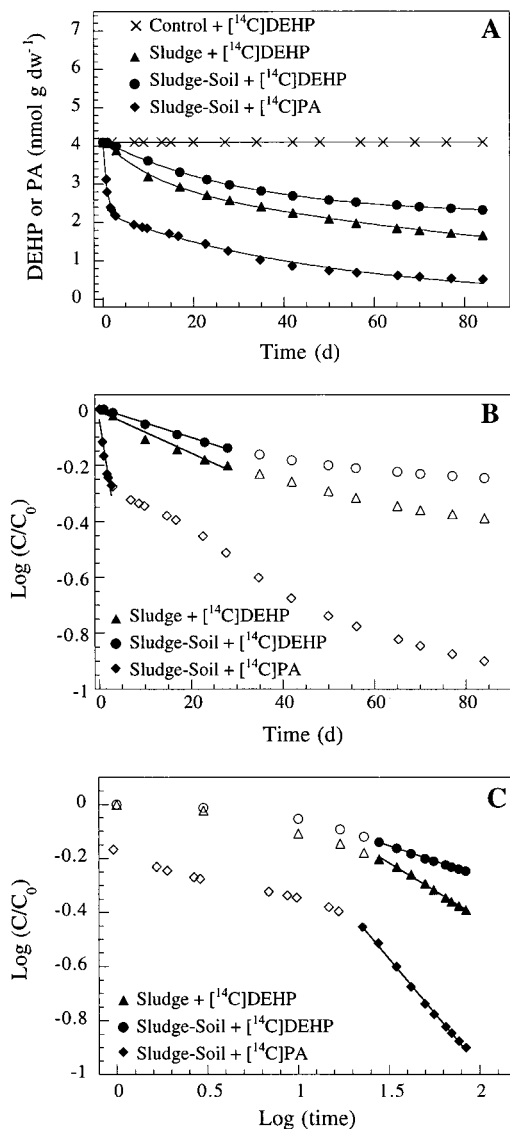 A
× Control + [¹⁴C]DEHP
▲ Sludge + [¹⁴C]DEHP
● Sludge-Soil + [¹⁴C]DEHP
◆ Sludge-Soil + [¹⁴C]PA
DEHP or PA (nmol g dw⁻¹)
7
6
5
4
3
2
1
0
0 20 40 60 80
Time (d)
B
0
-0.2
-0.4
-0.6
-0.8
-1
Log (C/C₀)
▲ Sludge + [¹⁴C]DEHP
● Sludge-Soil + [¹⁴C]DEHP
◆ Sludge-Soil + [¹⁴C]PA
0 20 40 60 80
Time (d)
C
0
-0.2
-0.4
-0.6
-0.8
-1
Log (C/C₀)
▲ Sludge + [¹⁴C]DEHP
● Sludge-Soil + [¹⁴C]DEHP
◆ Sludge-Soil + [¹⁴C]PA
0 0.5 1 1.5 2
Log (time)